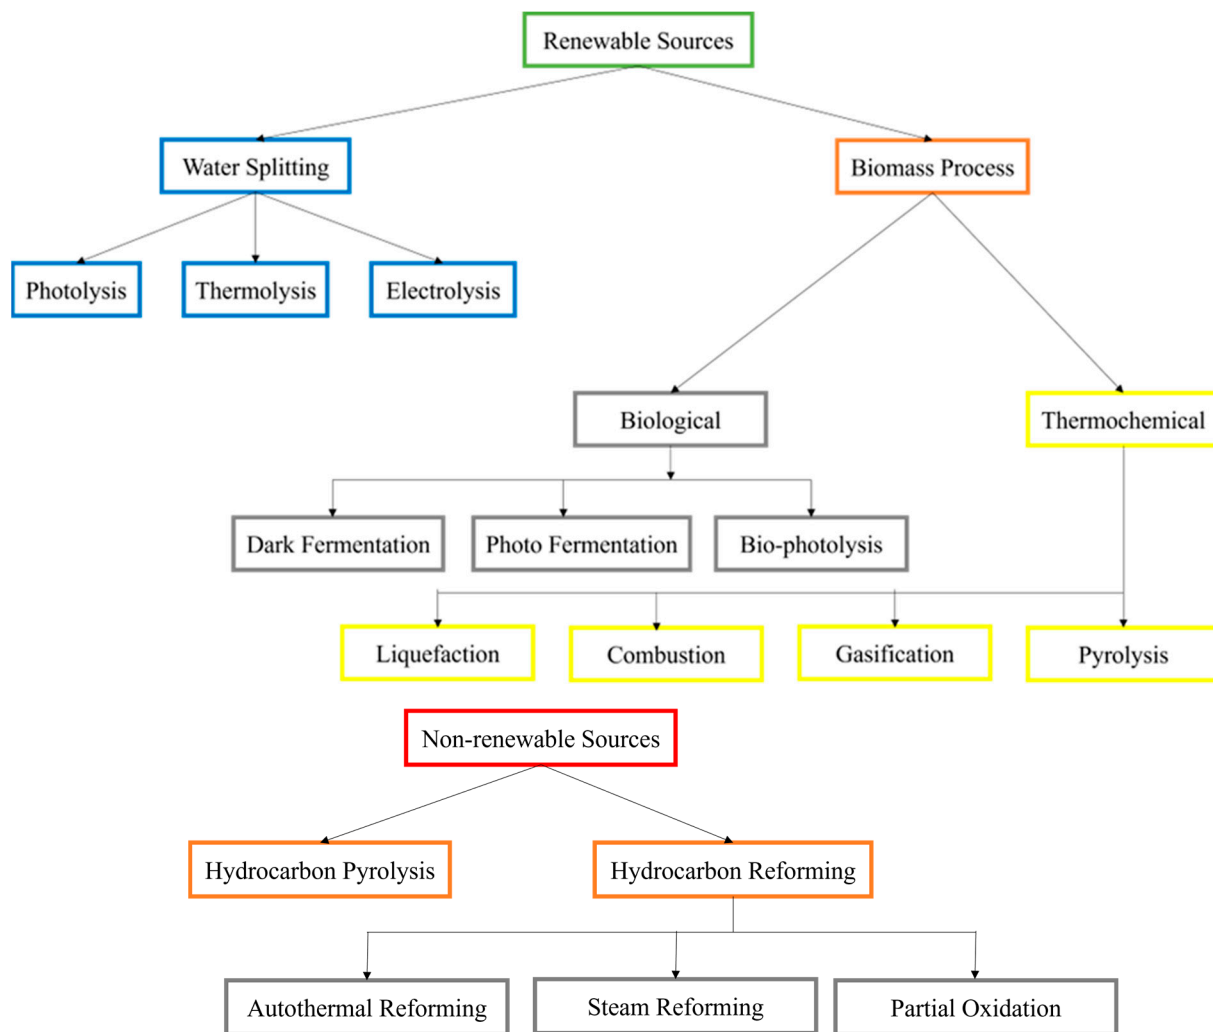 Renewable Sources
Water Splitting
Biomass Process
Photolysis
Thermolysis
Electrolysis
Biological
Thermochemical
Dark Fermentation
Photo Fermentation
Bio-photolysis
Liquefaction
Combustion
Gasification
Pyrolysis
Non-renewable Sources
Hydrocarbon Pyrolysis
Hydrocarbon Reforming
Autothermal Reforming
Steam Reforming
Partial Oxidation